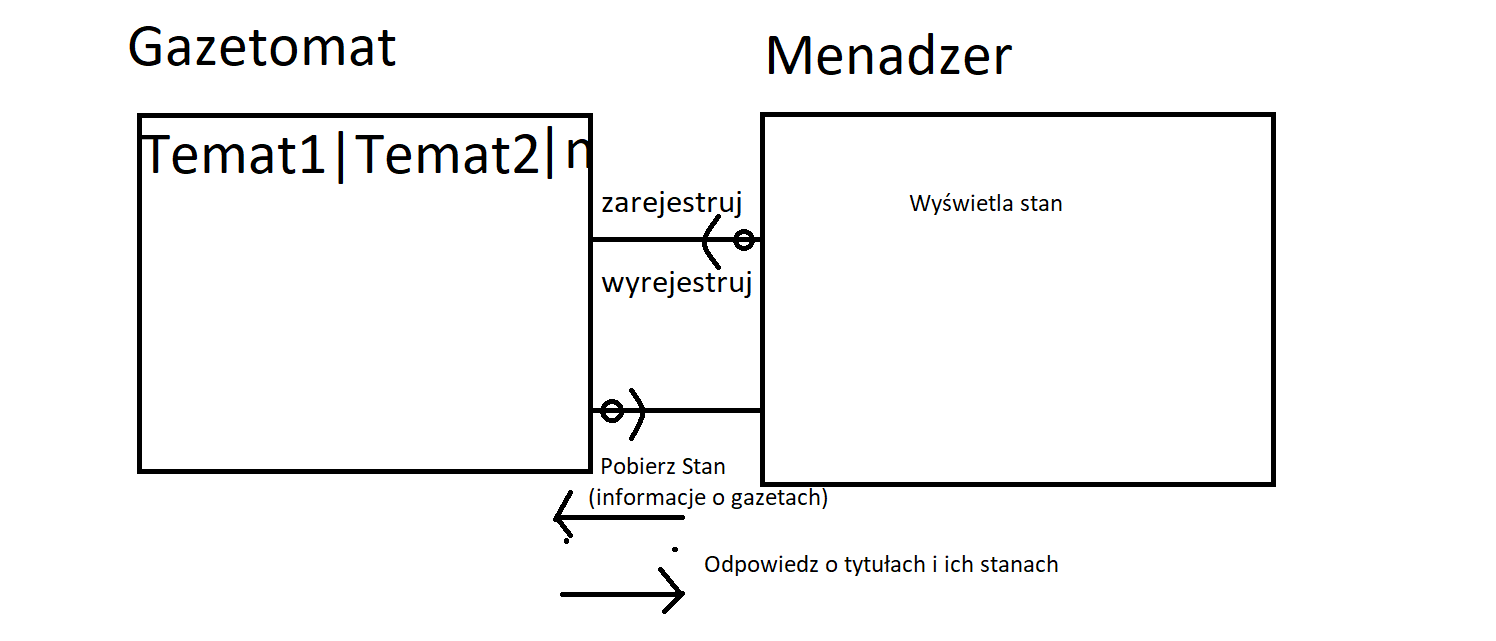 Gazetomat
Menadzer
Temat1|Temat2|n
zarejestruj
Wyświetla stan
wyrejestruj
Pobierz Stan
(informacje o gazetach)
Odpowiedz o tytułach i ich stanach